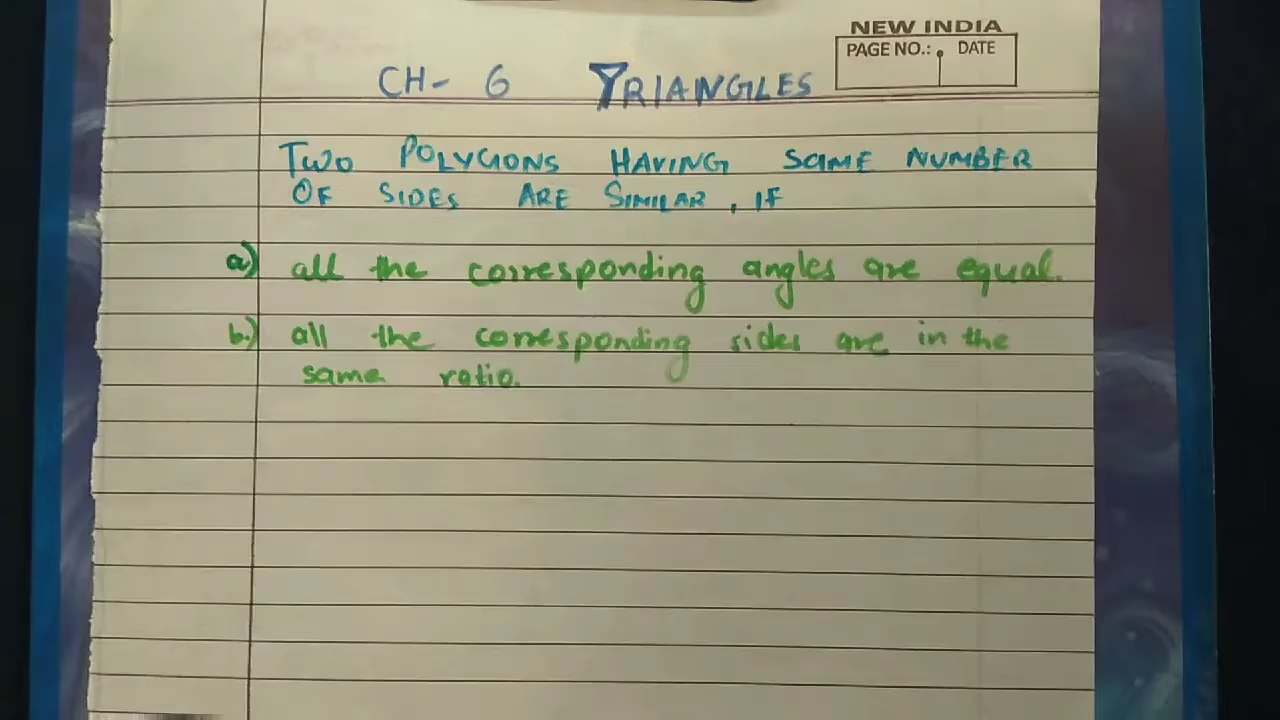 NEW INDIA
PAGE NO.: DATE
CH- 6 TRIANGLES
TWO POLYGONS HAVING SAME NUMBER
OF SIDES ARE SIMILAR, IF
a) all the corresponding angles are equal.
b.) all the corresponding sides are in the
same ratio.